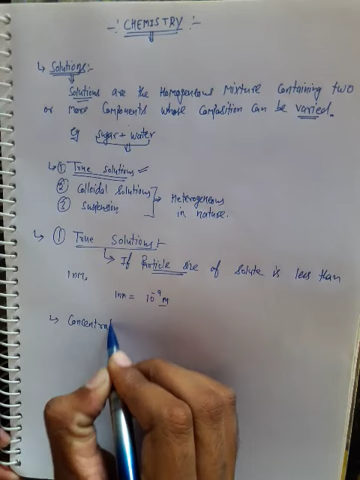 -: CHEMISTRY :-
↳ Solutions:-
Solutions are the Homogeneous Mixture Containing two
or more Components whose Composition can be varried.
Eg sugar + water
↳ ① True solutions =
② Colloidal Solutions
③ Suspension
→ Heterogeneous
in nature.
↳ ① True Solutions:-
↳ If Particle size of solute is less than
1nm.
1nm = 10⁻⁹ M
↳ Concentra